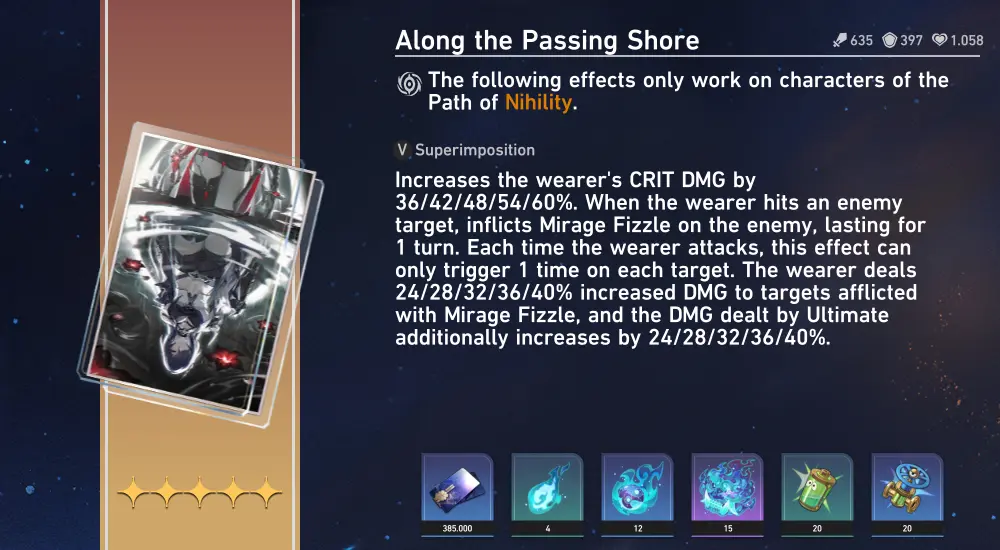 Along the Passing Shore
635 397 1.058
The following effects only work on characters of the
Path of Nihility.
V Superimposition
Increases the wearer's CRIT DMG by
36/42/48/54/60%. When the wearer hits an enemy
target, inflicts Mirage Fizzle on the enemy, lasting for
1 turn. Each time the wearer attacks, this effect can
only trigger 1 time on each target. The wearer deals
24/28/32/36/40% increased DMG to targets afflicted
with Mirage Fizzle, and the DMG dealt by Ultimate
additionally increases by 24/28/32/36/40%.
385.000 4 12 15 20 20